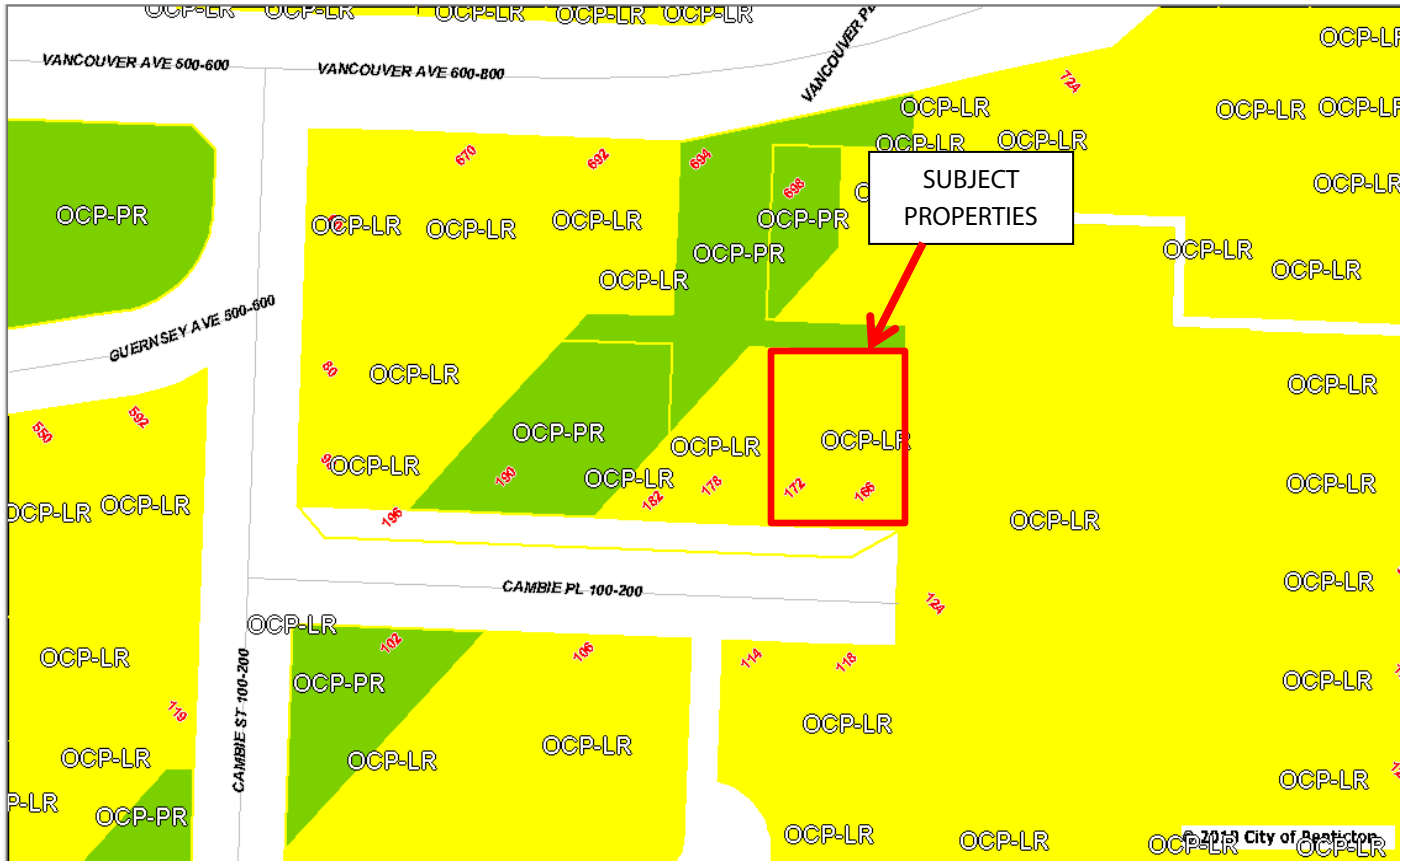 OCP-LR OCP-LR OCP-LR OCP-LR OCP-LR
OCP-LR
VANCOUVER AVE 500-600
VANCOUVER AVE 600-800
VANCOUVER
724
OCP-LR
OCP-LR OCP-LR
OCP-LR OCP-LR
670
692
694
698
OCP-LR
SUBJECT
PROPERTIES
OCP-PR
OCP-LR
OCP-LR
OCP-LR
OCP-PR
OCP-PR
OCP-LR
OCP-LR
OCP-LR
GUERNSEY AVE 500-600
80
OCP-LR
OCP-LR
550
592
OCP-PR
OCP-LR
OCP-LR
OCP-LR
190
OCP-LR
182
178
172
166
OCP-LR
OCP-LR OCP-LR
196
OCP-LR
CAMBIE PL 100-200
124
OCP-LR
OCP-LR
102
106
114
118
OCP-LR
CAMBIE ST 100-200
OCP-PR
OCP-LR
119
OCP-LR
OCP-LR
OCP-LR
OCP-LR
OCP-LR
OCP-PR
OCP-LR
OCP-LR
OCP-LR
OCP-LR
© 2019 City of Penticton